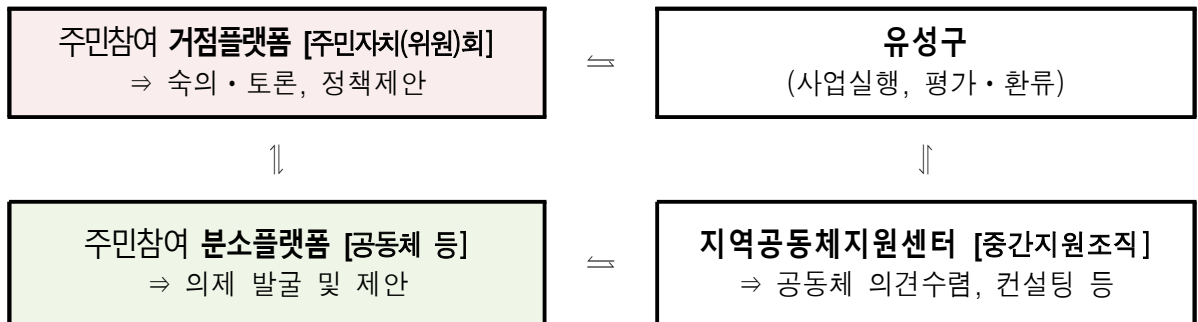 주민참여 거점플랫폼 [주민자치(위원)회]
⇒ 숙의・토론, 정책제안
⇋
유성구
(사업실행, 평가・환류)
⥮
⥯
주민참여 분소플랫폼 [공동체 등]
⇒ 의제 발굴 및 제안
⇋
지역공동체지원센터 [중간지원조직]
⇒ 공동체 의견수렴, 컨설팅 등